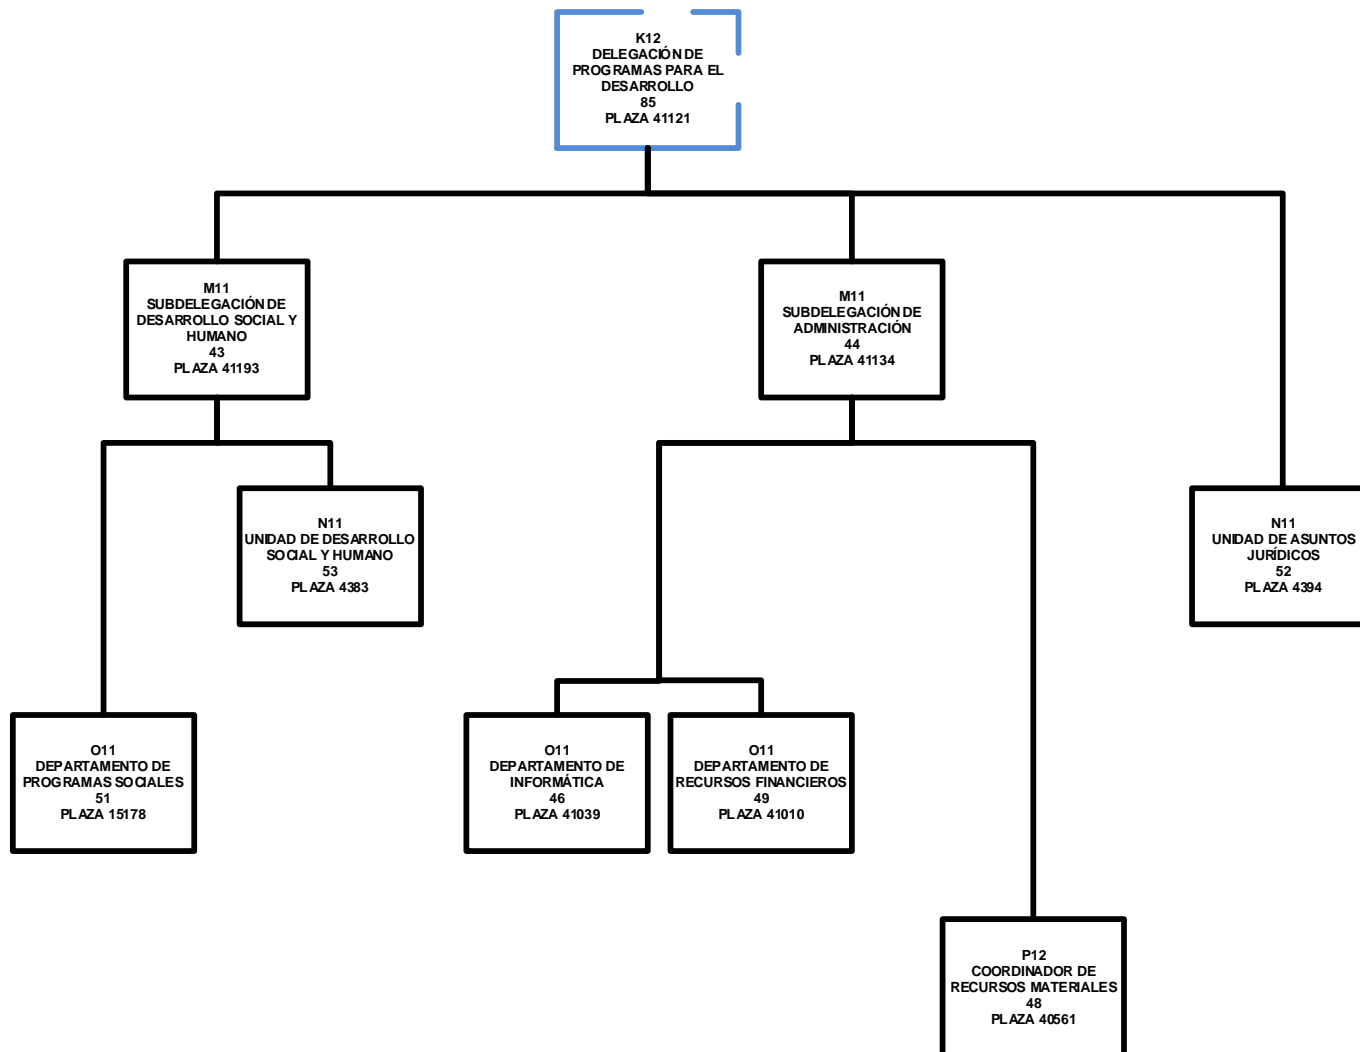 K12
DELEGACIÓN DE
PROGRAMAS PARA EL
DESARROLLO
85
PLAZA 41121
M11
SUBDELEGACIÓN DE
DESARROLLO SOCIAL Y
HUMANO
43
PLAZA 41193
M11
SUBDELEGACIÓN DE
ADMINISTRACIÓN
44
PLAZA 41134
N11
UNIDAD DE DESARROLLO
SOCIAL Y HUMANO
53
PLAZA 4383
N11
UNIDAD DE ASUNTOS
JURÍDICOS
52
PLAZA 4394
O11
DEPARTAMENTO DE
PROGRAMAS SOCIALES
51
PLAZA 15178
O11
DEPARTAMENTO DE
INFORMÁTICA
46
PLAZA 41039
O11
DEPARTAMENTO DE
RECURSOS FINANCIEROS
49
PLAZA 41010
P12
COORDINADOR DE
RECURSOS MATERIALES
48
PLAZA 40561